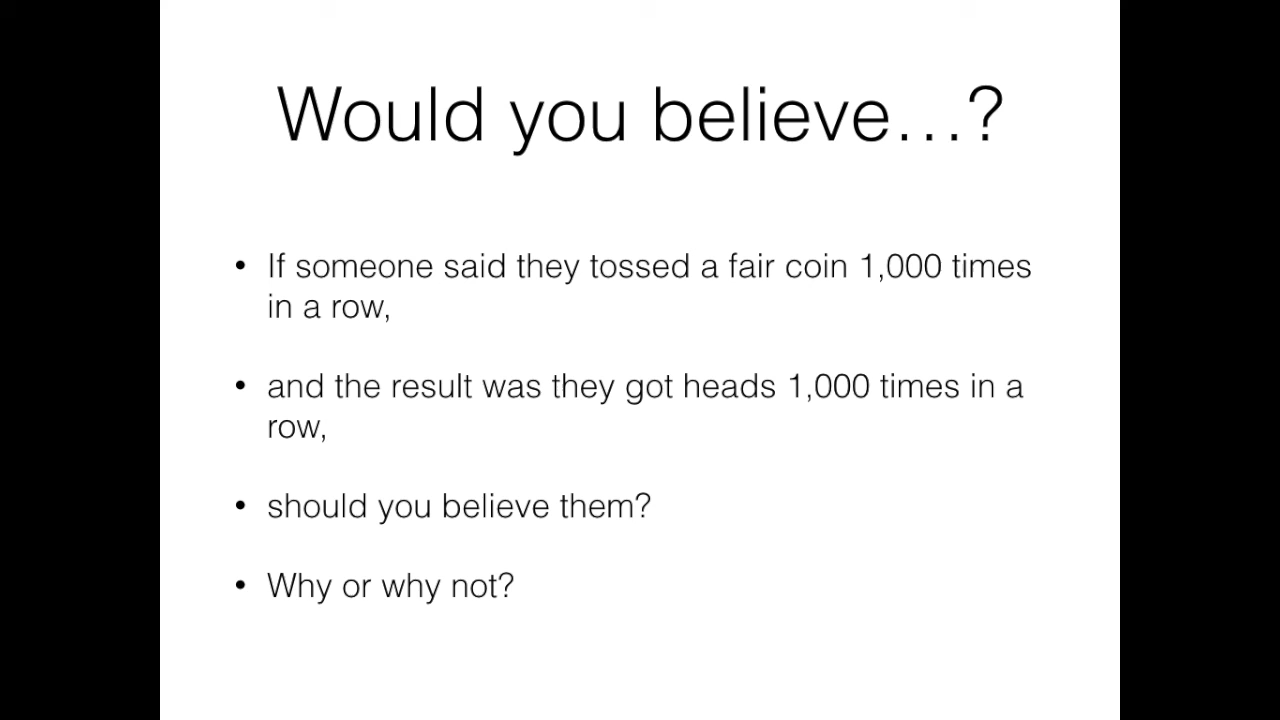 Would you believe…?
• If someone said they tossed a fair coin 1,000 times
in a row,
• and the result was they got heads 1,000 times in a
row,
• should you believe them?
• Why or why not?